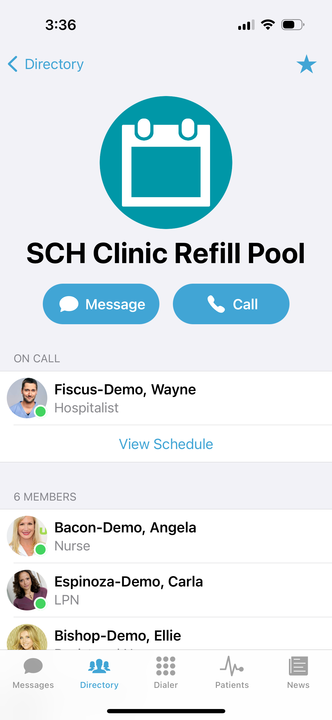 3:36
Directory
SCH Clinic Refill Pool
Message
Call
ON CALL
Fiscus-Demo, Wayne
Hospitalist
View Schedule
6 MEMBERS
Bacon-Demo, Angela
Nurse
Espinoza-Demo, Carla
LPN
Bishop-Demo, Ellie
Messages
Directory
Dialer
Patients
News